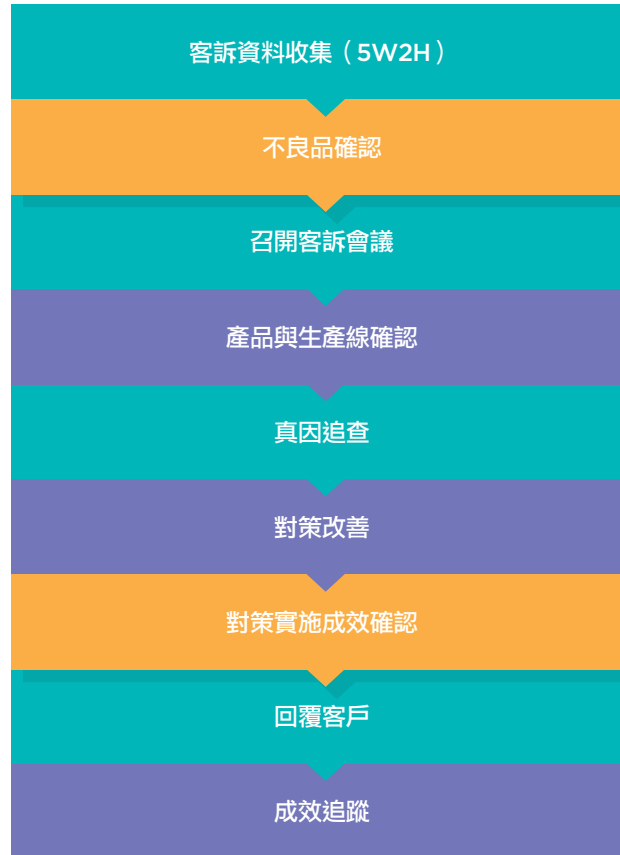 客訴資料收集（5W2H）
不良品確認
召開客訴會議
產品與生產線確認
真因追查
對策改善
對策實施成效確認
回覆客戶
成效追蹤